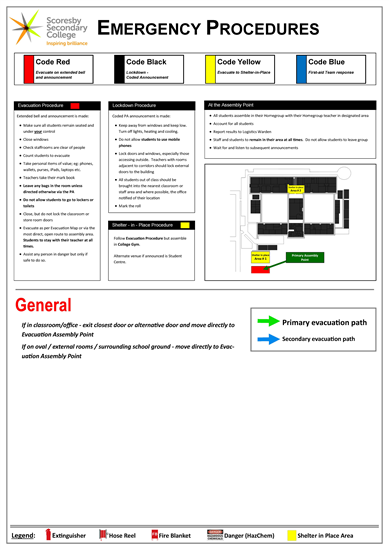 Scoresby
Secondary
College
Inspiring brilliance
EMERGENCY PROCEDURES
Code Red
Evacuate on extended bell
and announcement
Code Black
Lockdown -
Coded Announcement
Code Yellow
Evacuate to Shelter-in-Place
Code Blue
First-aid Team response
Evacuation Procedure
Extended bell and announcement is made:
• Make sure all students remain seated and
under your control
• Close windows
• Check staffrooms are clear of people
• Count students to evacuate
• Take personal items of value; eg: phones,
wallets, purses, iPads, laptops etc.
• Teachers take their mark book
• Leave any bags in the room unless
directed otherwise via the PA
• Do not allow students to go to lockers or
toilets
• Close, but do not lock the classroom or
store room doors
• Evacuate as per Evacuation Map or via the
most direct, open route to assembly area.
Students to stay with their teacher at all
times.
• Assist any person in danger but only if
safe to do so.
Lockdown Procedure
Coded PA announcement is made:
• Keep away from windows and keep low.
Turn off lights, heating and cooling.
• Do not allow students to use mobile
phones
• Lock doors and windows, especially those
accessing outside. Teachers with rooms
adjacent to corridors should lock external
doors to the building
• All students out of class should be
brought into the nearest classroom or
staff area and where possible, the office
notified of their location
• Mark the roll
Shelter - in - Place Procedure
Follow Evacuation Procedure but assemble
in College Gym.
Alternate venue if announced is Student
Centre.
At the Assembly Point
• All students assemble in their Homegroup with their Homegroup teacher in designated area
• Account for all students
• Report results to Logistics Warden
• Staff and students to remain in their area at all times. Do not allow students to leave group
• Wait for and listen to subsequent announcements
Shelter in place
Area # 2
Shelter in place
Area # 1
Primary Assembly
Point
General
If in classroom/office - exit closest door or alternative door and move directly to
Evacuation Assembly Point
If on oval / external rooms / surrounding school ground - move directly to Evac-
uation Assembly Point
Primary evacuation path
Secondary evacuation path
Legend:
Extinguisher
Hose Reel
Fire Blanket
Danger (HazChem)
Shelter in Place Area